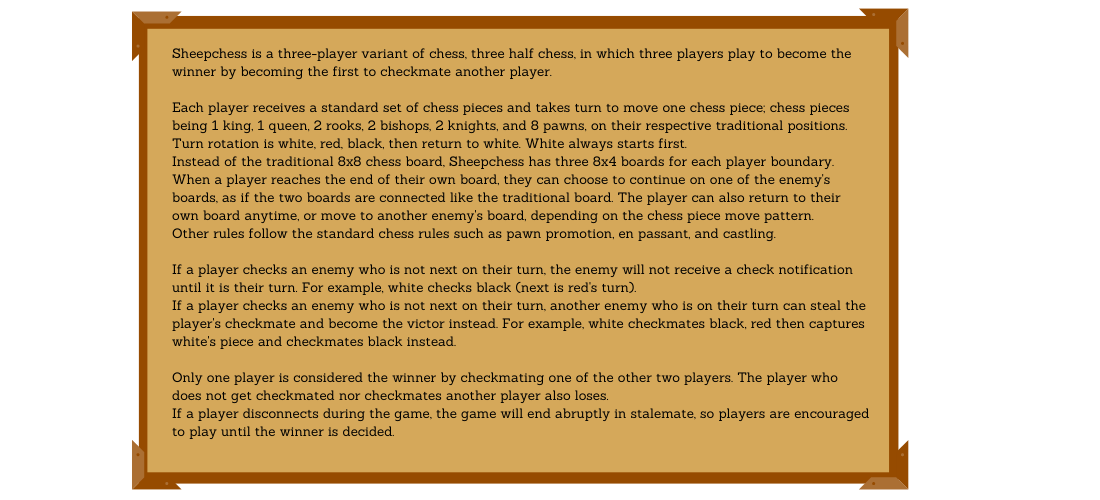 Sheepchess is a three-player variant of chess, three half chess, in which three players play to become the
winner by becoming the first to checkmate another player.
Each player receives a standard set of chess pieces and takes turn to move one chess piece; chess pieces
being 1 king, 1 queen, 2 rooks, 2 bishops, 2 knights, and 8 pawns, on their respective traditional positions.
Turn rotation is white, red, black, then return to white. White always starts first.
Instead of the traditional 8x8 chess board, Sheepchess has three 8x4 boards for each player boundary.
When a player reaches the end of their own board, they can choose to continue on one of the enemy's
boards, as if the two boards are connected like the traditional board. The player can also return to their
own board anytime, or move to another enemy's board, depending on the chess piece move pattern.
Other rules follow the standard chess rules such as pawn promotion, en passant, and castling.
If a player checks an enemy who is not next on their turn, the enemy will not receive a check notification
until it is their turn. For example, white checks black (next is red's turn).
If a player checks an enemy who is not next on their turn, another enemy who is on their turn can steal the
player's checkmate and become the victor instead. For example, white checkmates black, red then captures
white's piece and checkmates black instead.
Only one player is considered the winner by checkmating one of the other two players. The player who
does not get checkmated nor checkmates another player also loses.
If a player disconnects during the game, the game will end abruptly in stalemate, so players are encouraged
to play until the winner is decided.